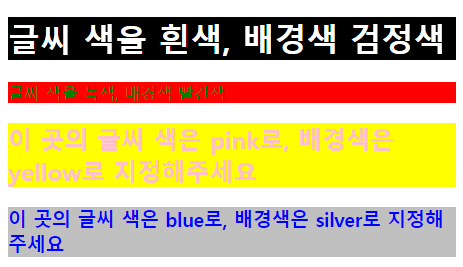 글씨 색을 흰색, 배경색 검정색
글씨 색을 녹색, 배경색 빨간색
이 곳의 글씨 색은 pink로, 배경색은
yellow로 지정해주세요
이 곳의 글씨 색은 blue로, 배경색은 silver로 지정해
주세요